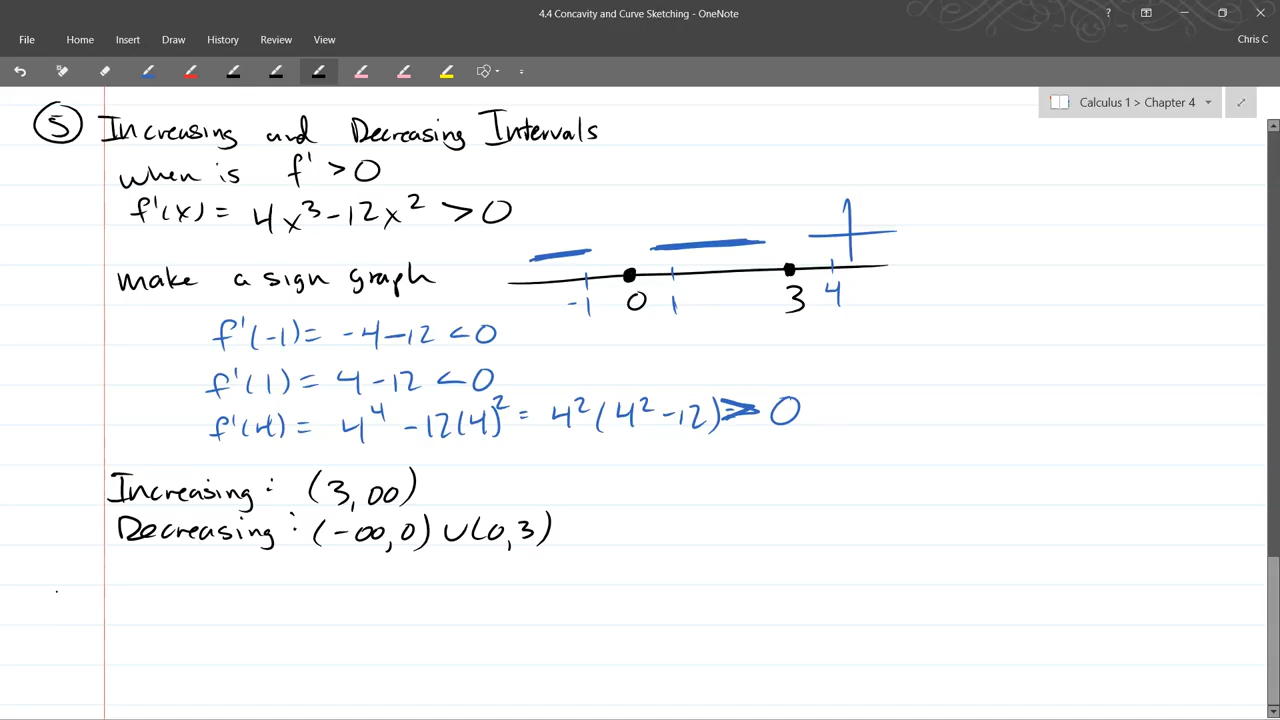 4.4 Concavity and Curve Sketching - OneNote
File Home Insert Draw History Review View
Chris C
Calculus 1 > Chapter 4
⑤ Increasing and Decreasing Intervals
when is f' > 0
f'(x) = 4x³ - 12x² > 0
make a sign graph
-1 0 1 3 4
f'(-1) = -4 - 12 < 0
f'(1) = 4 - 12 < 0
f'(4) = 4⁴ - 12(4)² = 4²(4² - 12) > 0
Increasing: (3, ∞)
Decreasing: (-∞, 0) ∪ (0, 3)